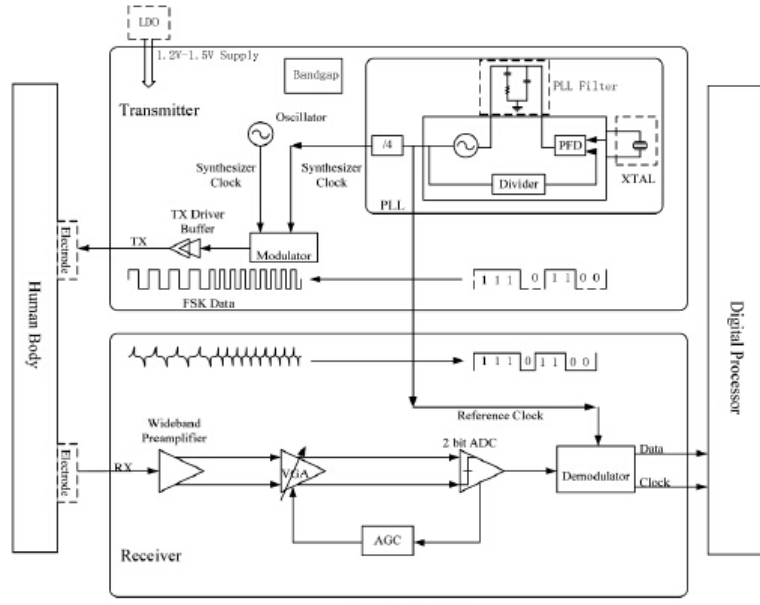 LDO
1.2V-1.5V Supply
Bandgap
Transmitter
PLL Filter
Oscillator
/4
PFD
XTAL
Synthesizer
Clock
Synthesizer
Clock
Divider
PLL
TX Driver
Buffer
TX
Modulator
Electrode
FSK Data
1 1 1 0 1 1 0 0
Human Body
Digital Processor
1 1 1 0 1 1 0 0
Wideband
Preamplifier
Reference Clock
2 bit ADC
Electrode
RX
VGA
Demodulator
Data
Clock
AGC
Receiver